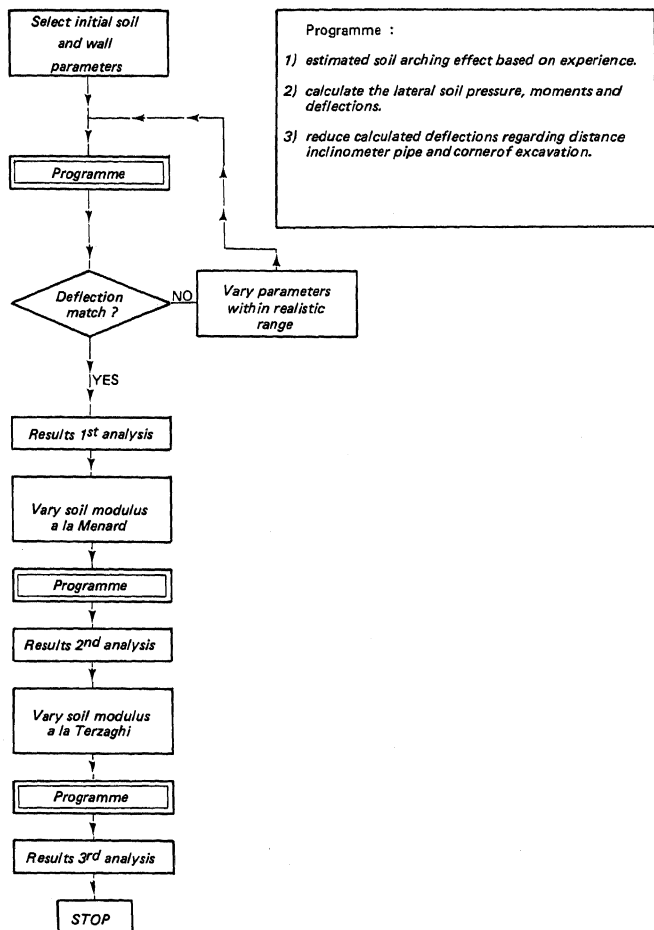 Select initial soil
and wall
parameters
Programme :
1) estimated soil arching effect based on experience.
2) calculate the lateral soil pressure, moments and
deflections.
3) reduce calculated deflections regarding distance
inclinometer pipe and cornerof excavation.
Programme
Deflection
match ?
NO
Vary parameters
within realistic
range
YES
Results 1st analysis
Vary soil modulus
a la Menard
Programme
Results 2nd analysis
Vary soil modulus
a la Terzaghi
Programme
Results 3rd analysis
STOP